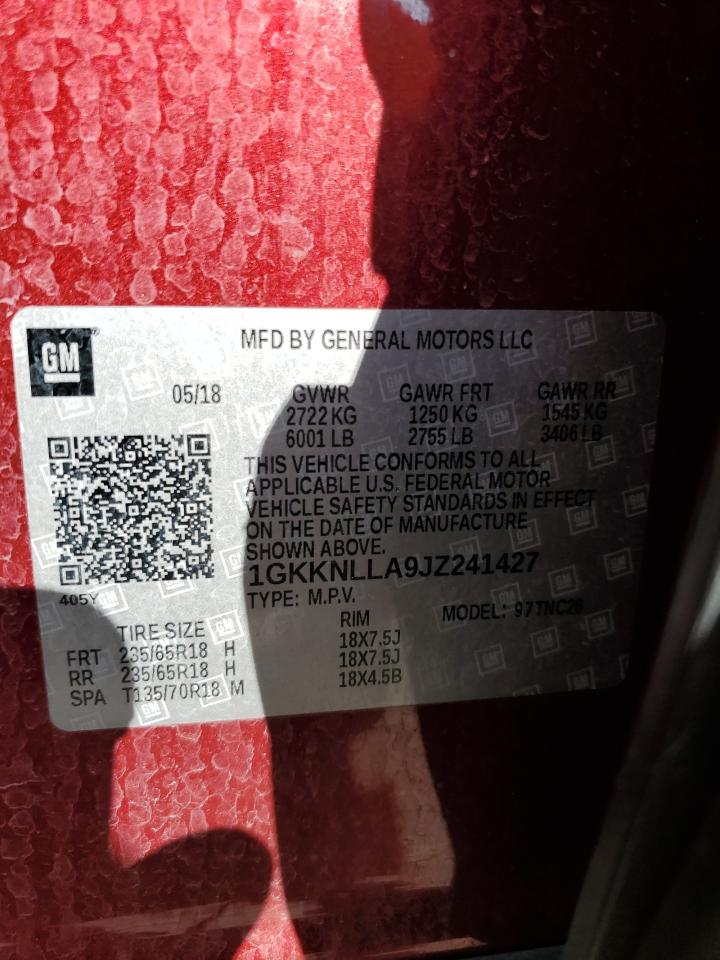 GM
MFD BY GENERAL MOTORS LLC
05/18 GVWR GAWR FRT GAWR RR
2722 KG 1250 KG 1545 KG
6001 LB 2755 LB 3406 LB
THIS VEHICLE CONFORMS TO ALL
APPLICABLE U.S. FEDERAL MOTOR
VEHICLE SAFETY STANDARDS IN EFFECT
ON THE DATE OF MANUFACTURE
SHOWN ABOVE.
1GKKNLLA9JZ241427
405Y
TYPE: M.P.V. MODEL: 97TNC26
TIRE SIZE RIM
FRT 235/65R18 H 18X7.5J
RR 235/65R18 H 18X7.5J
SPA T135/70R18 M 18X4.5B